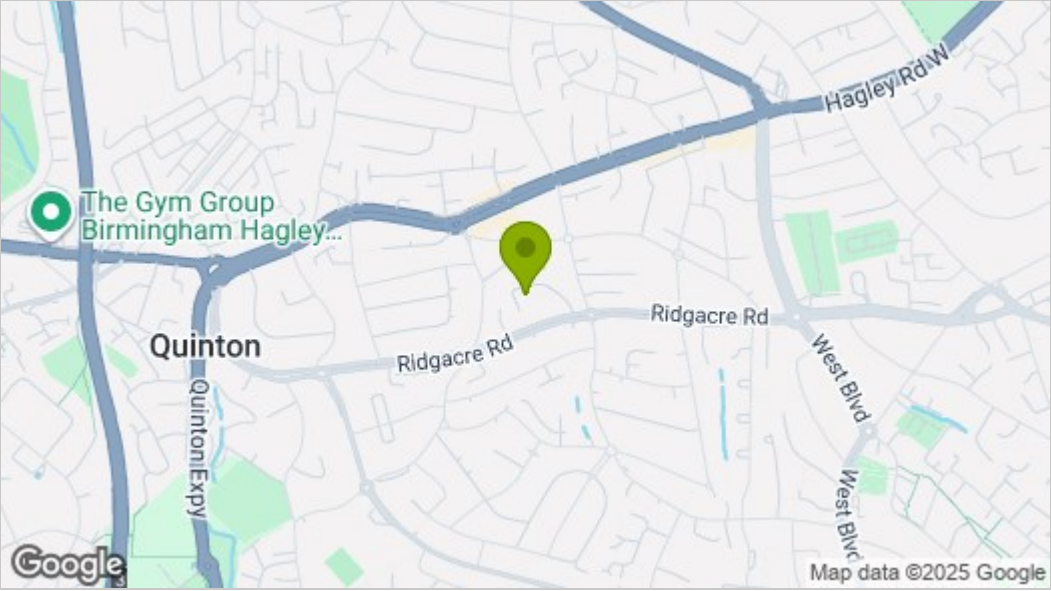 Hagley Rd W
The Gym Group
Birmingham Hagley...
Ridgacre Rd
Quinton
Ridgacre Rd
West Blvd
Quinton Expy
West Blvd
Google
Map data ©2025 Google